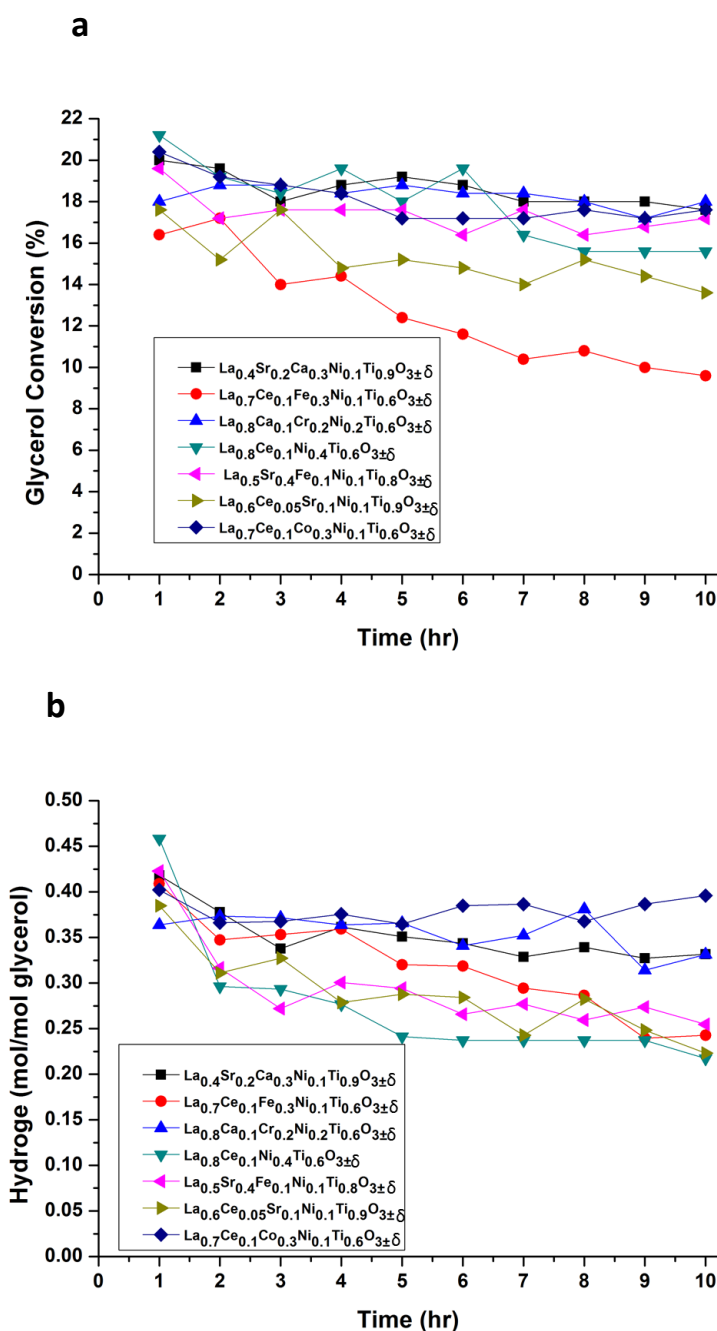 a
22
20
18
16
14
12
10
8
6
4
2
0
Glycerol Conversion (%)
La0.4Sr0.2Ca0.3Ni0.1Ti0.9O3±δ
La0.7Ce0.1Fe0.3Ni0.1Ti0.6O3±δ
La0.8Ca0.1Cr0.2Ni0.2Ti0.6O3±δ
La0.8Ce0.1Ni0.4Ti0.6O3±δ
La0.5Sr0.4Fe0.1Ni0.1Ti0.8O3±δ
La0.6Ce0.05Sr0.1Ni0.1Ti0.9O3±δ
La0.7Ce0.1Co0.3Ni0.1Ti0.6O3±δ
0 1 2 3 4 5 6 7 8 9 10
Time (hr)
b
0.50
0.45
0.40
0.35
0.30
0.25
0.20
0.15
0.10
0.05
0.00
Hydroge (mol/mol glycerol)
La0.4Sr0.2Ca0.3Ni0.1Ti0.9O3±δ
La0.7Ce0.1Fe0.3Ni0.1Ti0.6O3±δ
La0.8Ca0.1Cr0.2Ni0.2Ti0.6O3±δ
La0.8Ce0.1Ni0.4Ti0.6O3±δ
La0.5Sr0.4Fe0.1Ni0.1Ti0.8O3±δ
La0.6Ce0.05Sr0.1Ni0.1Ti0.9O3±δ
La0.7Ce0.1Co0.3Ni0.1Ti0.6O3±δ
0 1 2 3 4 5 6 7 8 9 10
Time (hr)